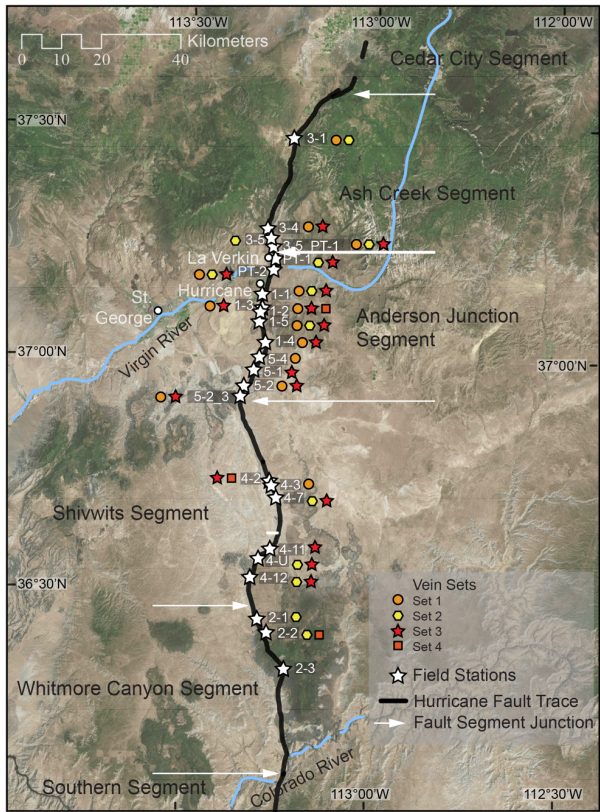 113°30'W
113°00'W
112°00'W
Kilometers
0 5 10 20 40
Cedar City Segment
37°30'N
3-1
Ash Creek Segment
3-4
3-5
3-5_PT-1
La Verkin
PT-1
PT-2
Hurricane
1-1
St.
George
1-3
1-2
1-5
Anderson Junction
Segment
Virgin River
1-4
37°00'N
37°00'N
5-4
5-1
5-2
5-2_3
4-2
4-3
4-7
Shivwits Segment
4-11
4-U
36°30'N
4-12
2-1
2-2
2-3
Whitmore Canyon Segment
Vein Sets
Set 1
Set 2
Set 3
Set 4
Field Stations
Hurricane Fault Trace
Fault Segment Junction
Southern Segment
Colorado River
113°00'W
112°30'W